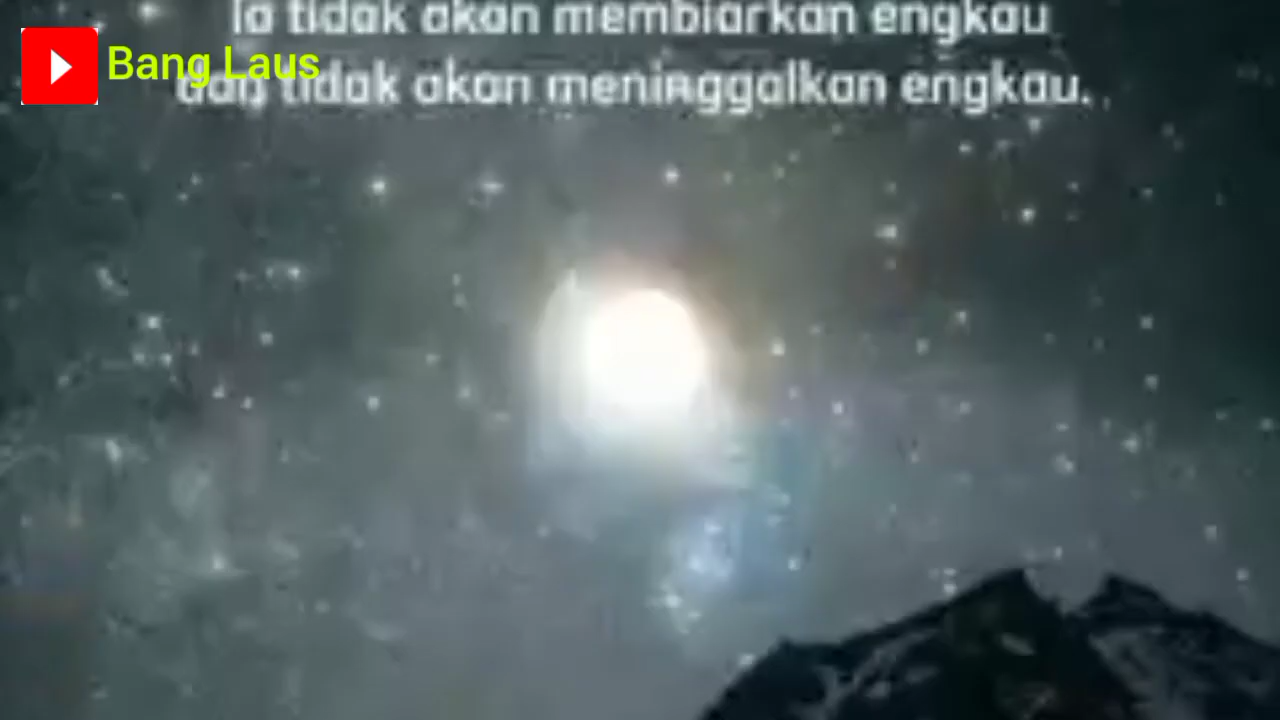 Ia tidak akan membiarkan engkau
Bang Laus
dan tidak akan meninggalkan engkau.